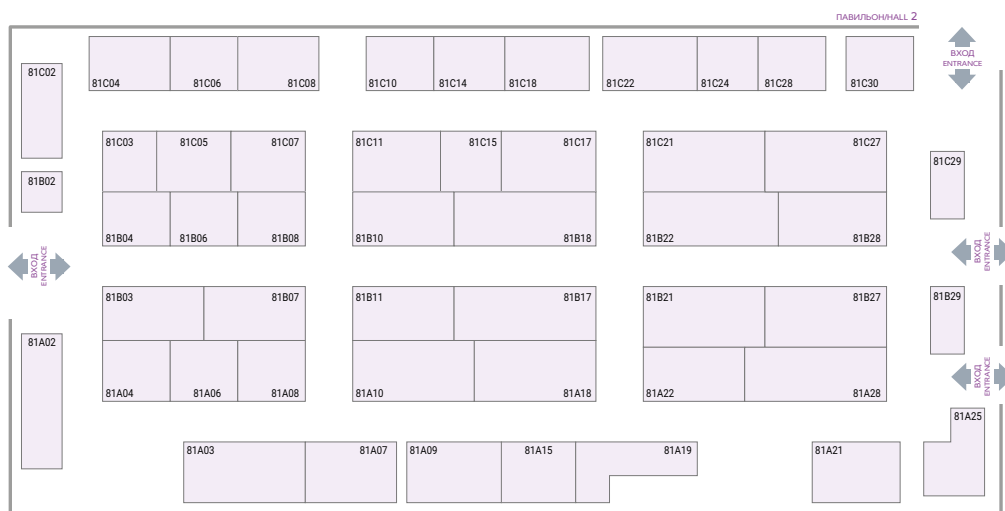 ПАВИЛЬОН/HALL 2
ВХОД
ENTRANCE
81C02
81C04
81C06
81C08
81C10
81C14
81C18
81C22
81C24
81C28
81C30
81C03
81C05
81C07
81C11
81C15
81C17
81C21
81C27
81C29
81B02
81B04
81B06
81B08
81B10
81B18
81B22
81B28
ВХОД
ENTRANCE
ВХОД
ENTRANCE
81B03
81B07
81B11
81B17
81B21
81B27
81B29
81A02
81A04
81A06
81A08
81A10
81A18
81A22
81A28
ВХОД
ENTRANCE
81A25
81A03
81A07
81A09
81A15
81A19
81A21